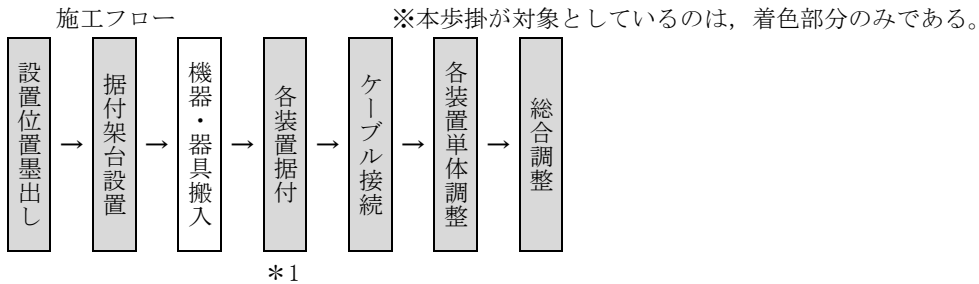 施工フロー
※本歩掛が対象としているのは，着色部分のみである。
設置位置墨出し
→
据付架台設置
→
機器・器具搬入
→
各装置据付
→
ケーブル接続
→
各装置単体調整
→
総合調整
＊1